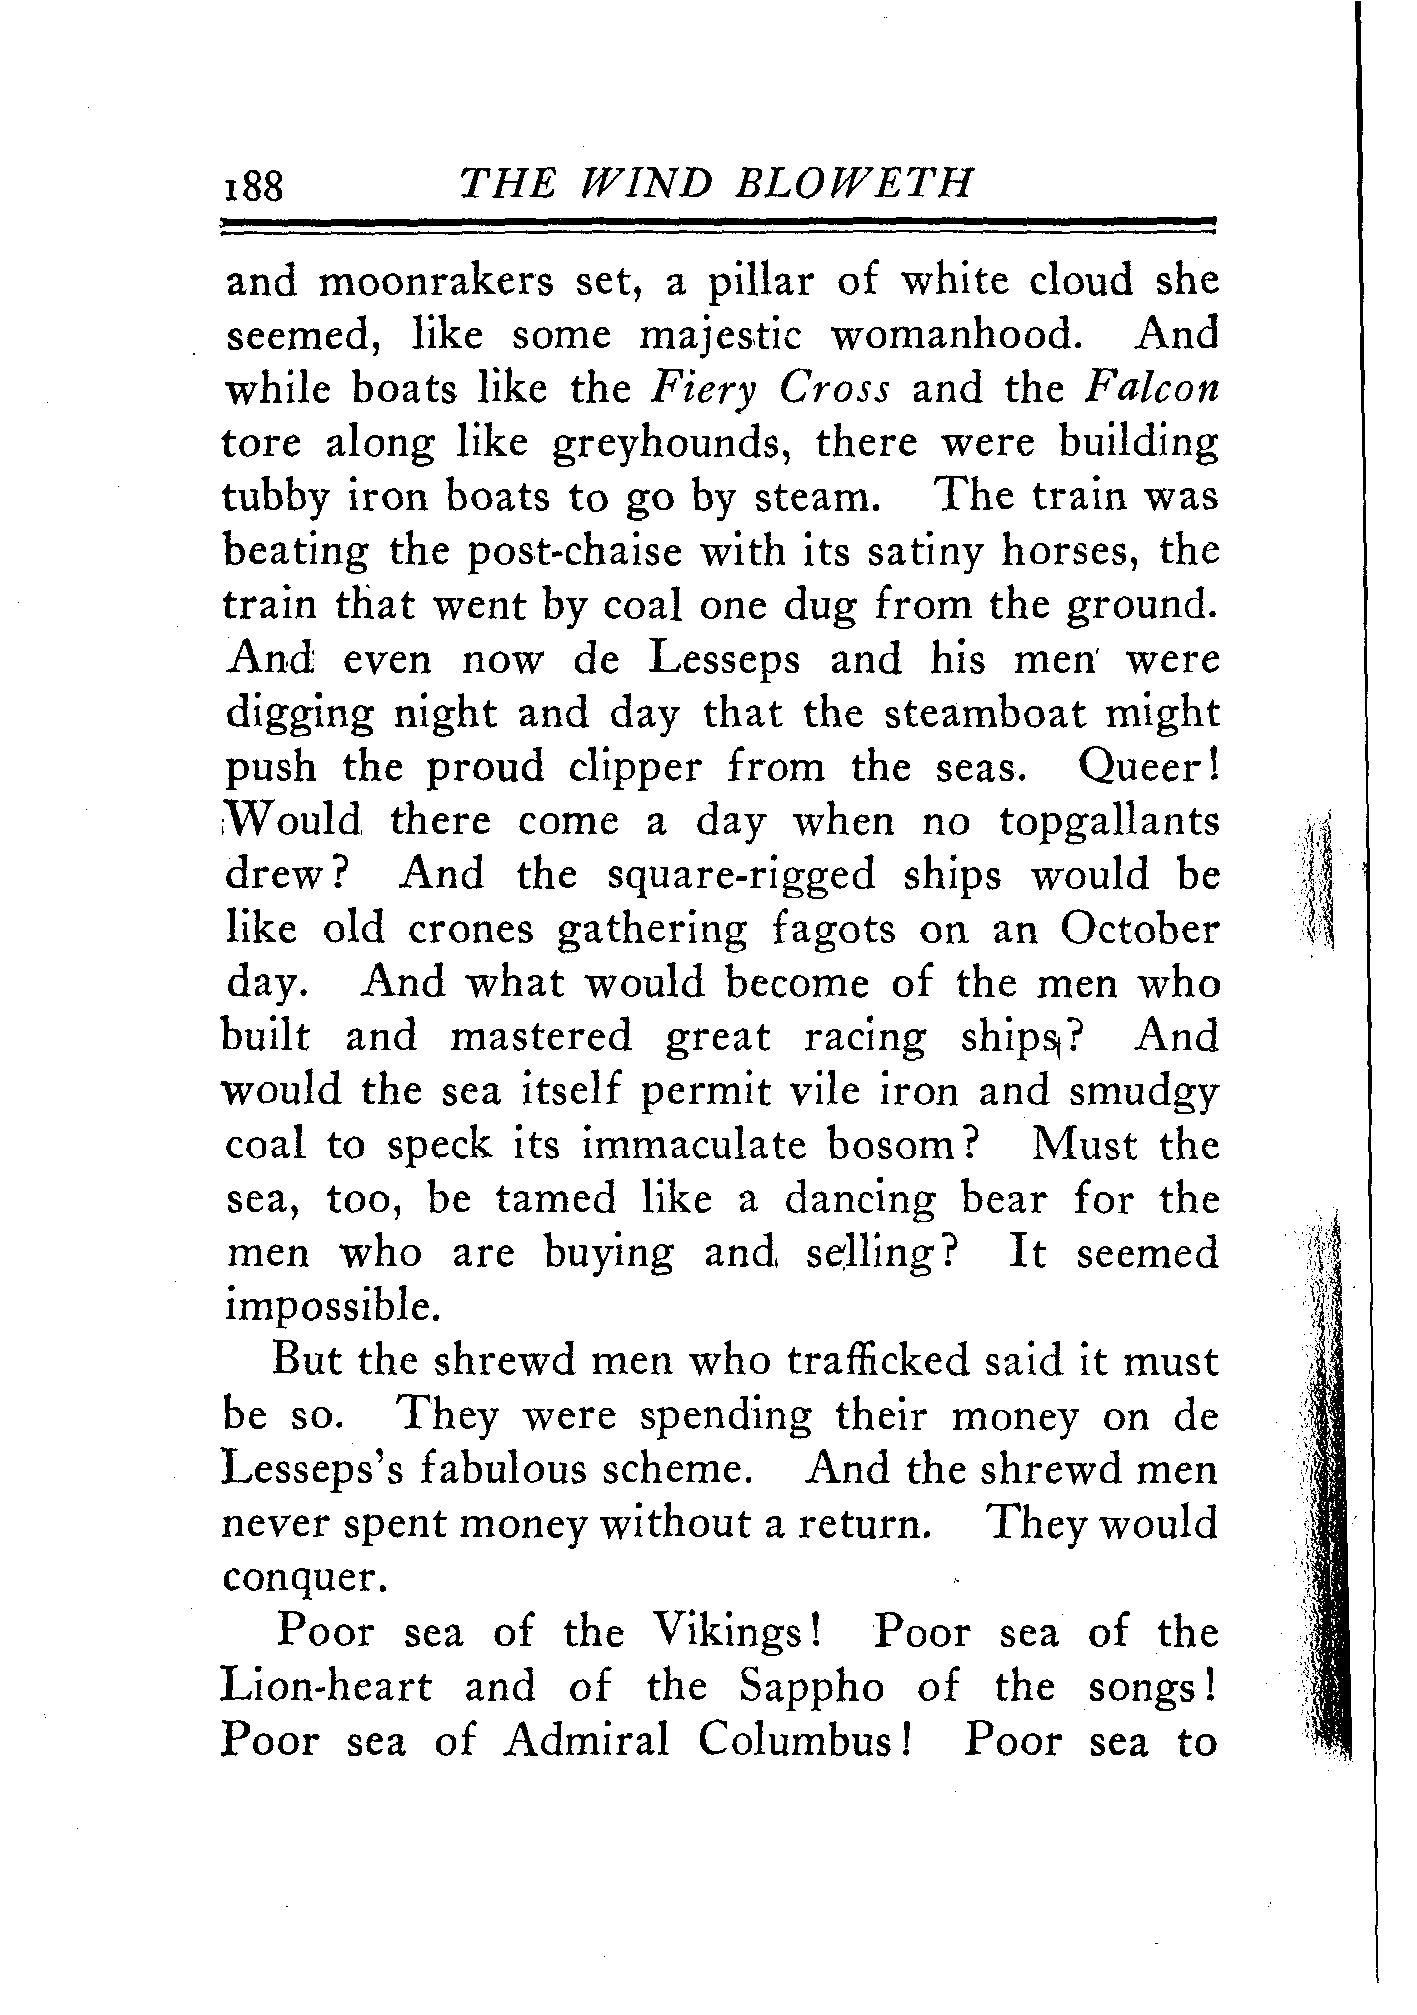 188 THE WIND BLOWETH
and moonrakers set, a pillar of white cloud she
seemed, like some majestic womanhood. And
while boats like the Fiery Cross and the Falcon
tore along like greyhounds, there were building
tubby iron boats to go by steam. The train was
beating the post-chaise with its satiny horses, the
train that went by coal one dug from the ground.
And even now de Lesseps and his men were
digging night and day that the steamboat might
push the proud clipper from the seas. Queer!
Would there come a day when no topgallants
drew? And the square-rigged ships would be
like old crones gathering fagots on an October
day. And what would become of the men who
built and mastered great racing ships? And
would the sea itself permit vile iron and smudgy
coal to speck its immaculate bosom? Must the
sea, too, be tamed like a dancing bear for the
men who are buying and selling? It seemed
impossible.
But the shrewd men who trafficked said it must
be so. They were spending their money on de
Lesseps's fabulous scheme. And the shrewd men
never spent money without a return. They would
conquer.
Poor sea of the Vikings! Poor sea of the
Lion-heart and of the Sappho of the songs!
Poor sea of Admiral Columbus! Poor sea to